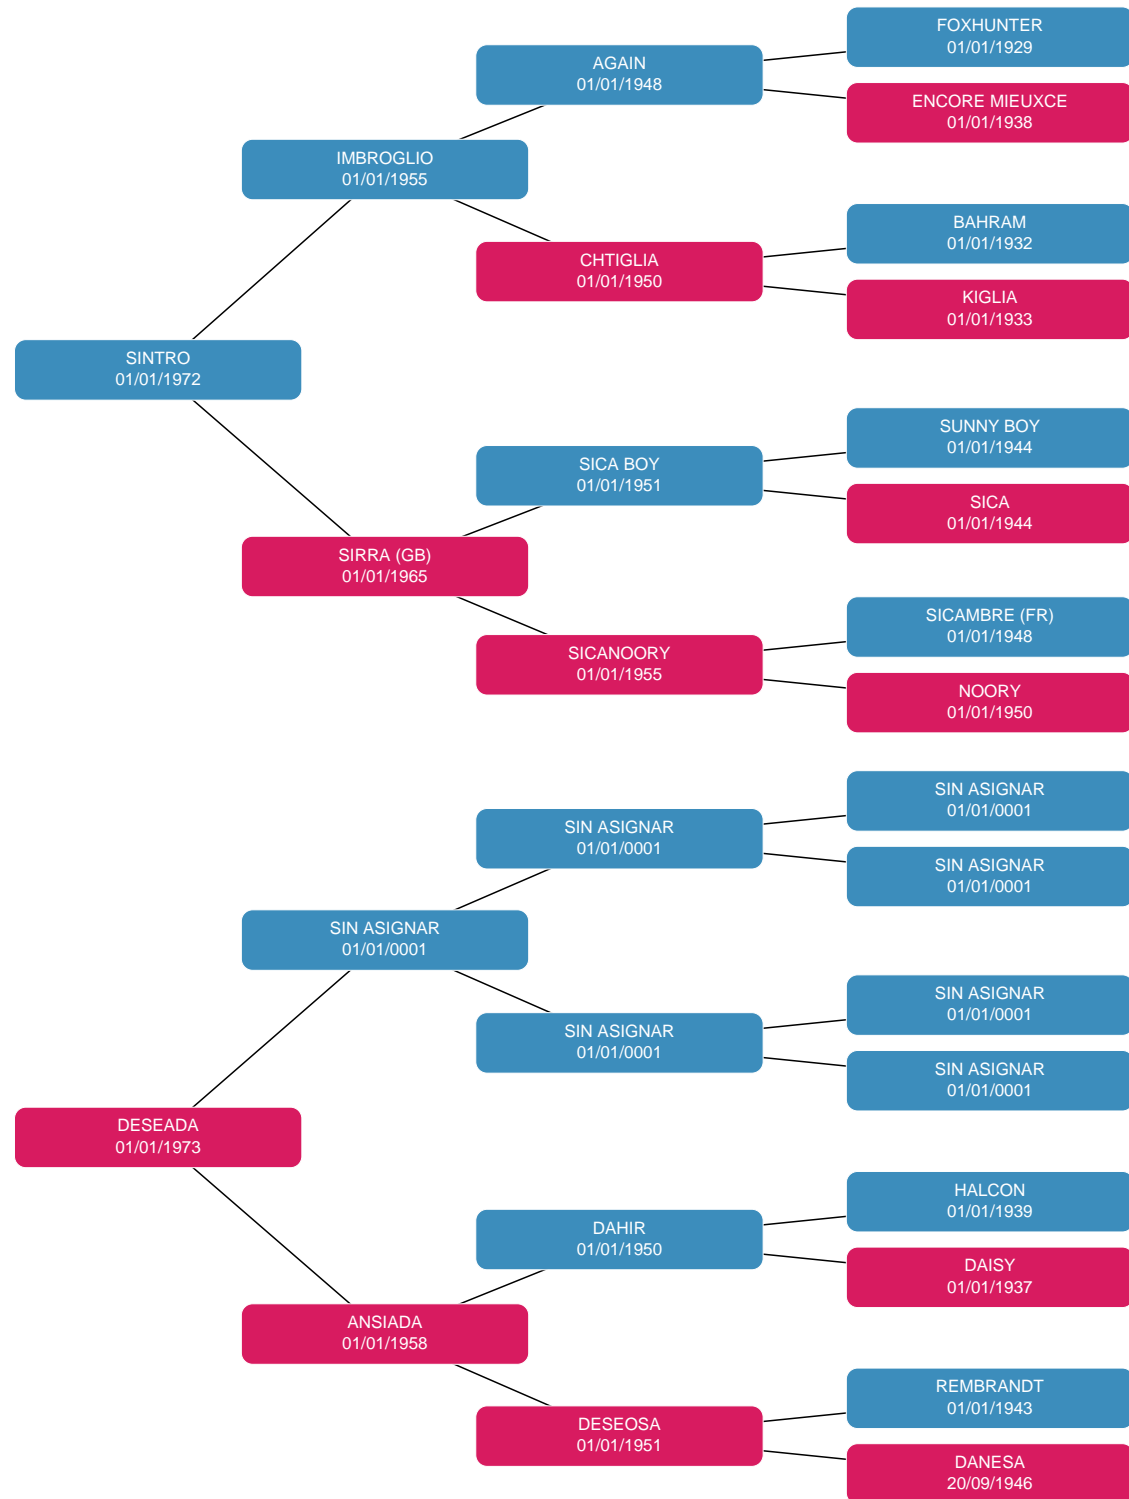 FOXHUNTER
01/01/1929
AGAIN
01/01/1948
ENCORE MIEUXCE
01/01/1938
IMBROGLIO
01/01/1955
BAHRAM
01/01/1932
CHTIGLIA
01/01/1950
KIGLIA
01/01/1933
SINTRO
01/01/1972
SUNNY BOY
01/01/1944
SICA BOY
01/01/1951
SICA
01/01/1944
SIRRA (GB)
01/01/1965
SICAMBRE (FR)
01/01/1948
SICANOORY
01/01/1955
NOORY
01/01/1950
SIN ASIGNAR
01/01/0001
SIN ASIGNAR
01/01/0001
SIN ASIGNAR
01/01/0001
SIN ASIGNAR
01/01/0001
SIN ASIGNAR
01/01/0001
SIN ASIGNAR
01/01/0001
SIN ASIGNAR
01/01/0001
DESEADA
01/01/1973
HALCON
01/01/1939
DAHIR
01/01/1950
DAISY
01/01/1937
ANSIADA
01/01/1958
REMBRANDT
01/01/1943
DESEOSA
01/01/1951
DANESA
20/09/1946